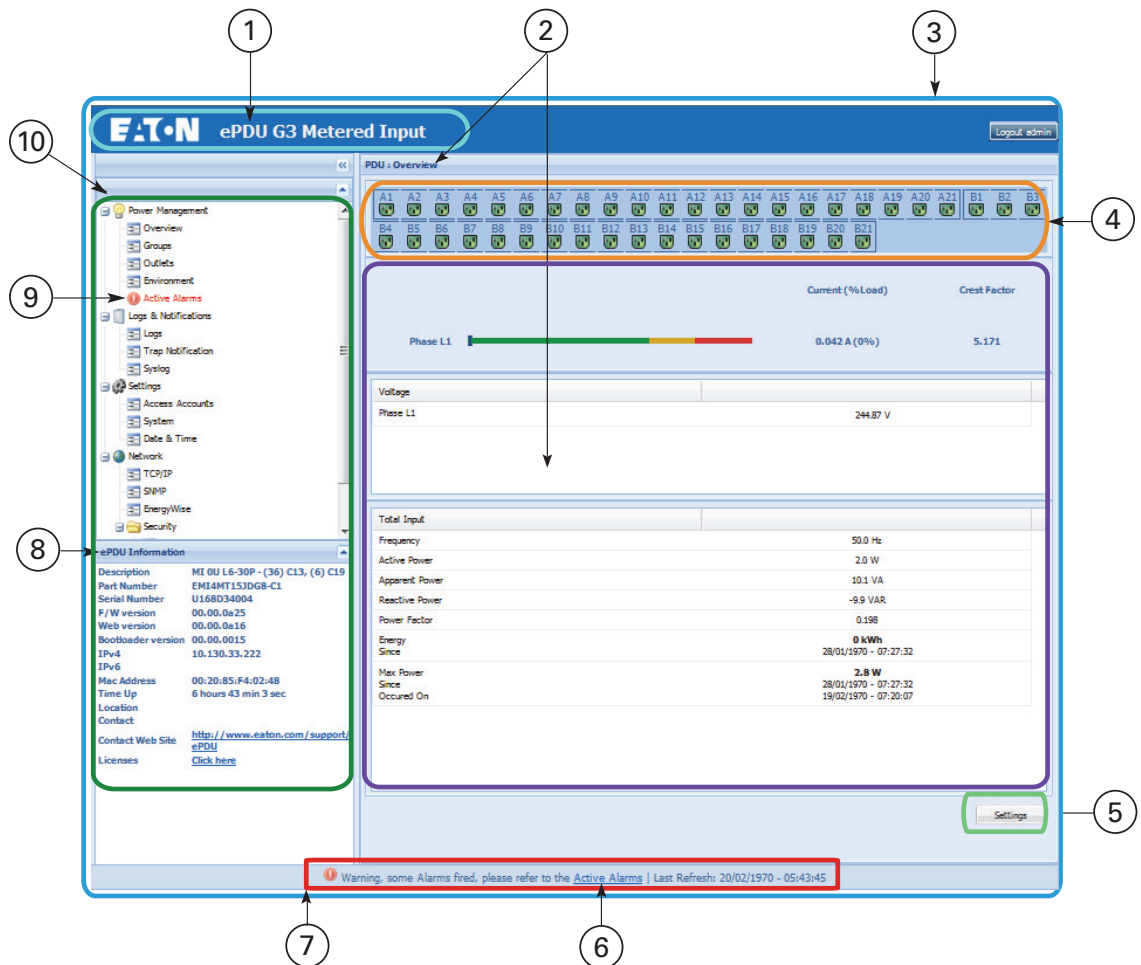 1
2
3
EATON ePDU G3 Metered Input
Logout admin
10
«
PDU : Overview
A1 A2 A3 A4 A5 A6 A7 A8 A9 A10 A11 A12 A13 A14 A15 A16 A17 A18 A19 A20 A21 B1 B2 B3
B4 B5 B6 B7 B8 B9 B10 B11 B12 B13 B14 B15 B16 B17 B18 B19 B20 B21
4
Power Management
Overview
Groups
Outlets
Environment
9
Active Alarms
Logs & Notifications
Logs
Trap Notification
Syslog
Settings
Access Accounts
System
Date & Time
Network
TCP/IP
SNMP
EnergyWise
Security
Current (%Load) Crest Factor
Phase L1 0.042 A (0%) 5.171
Voltage
Phase L1 244.87 V
Total Input
Frequency 50.0 Hz
Active Power 2.0 W
Apparent Power 10.1 VA
Reactive Power -9.9 VAR
Power Factor 0.198
Energy 0 kWh
Since 28/01/1970 - 07:27:32
Max Power 2.8 W
Since 28/01/1970 - 07:27:32
Occured On 19/02/1970 - 07:20:07
8
ePDU Information
Description MI 0U L6-30P - (36) C13, (6) C19
Part Number EMI4MT15JDG8-C1
Serial Number U168D34004
F/W version 00.00.0a25
Web version 00.00.0a16
Bootloader version 00.00.0015
IPv4 10.130.33.222
IPv6
Mac Address 00:20:85:F4:02:48
Time Up 6 hours 43 min 3 sec
Location
Contact
Contact Web Site http://www.eaton.com/support/
ePDU
Licenses Click here
Settings
5
Warning, some Alarms fired, please refer to the Active Alarms | Last Refresh: 20/02/1970 - 05:43:45
7
6